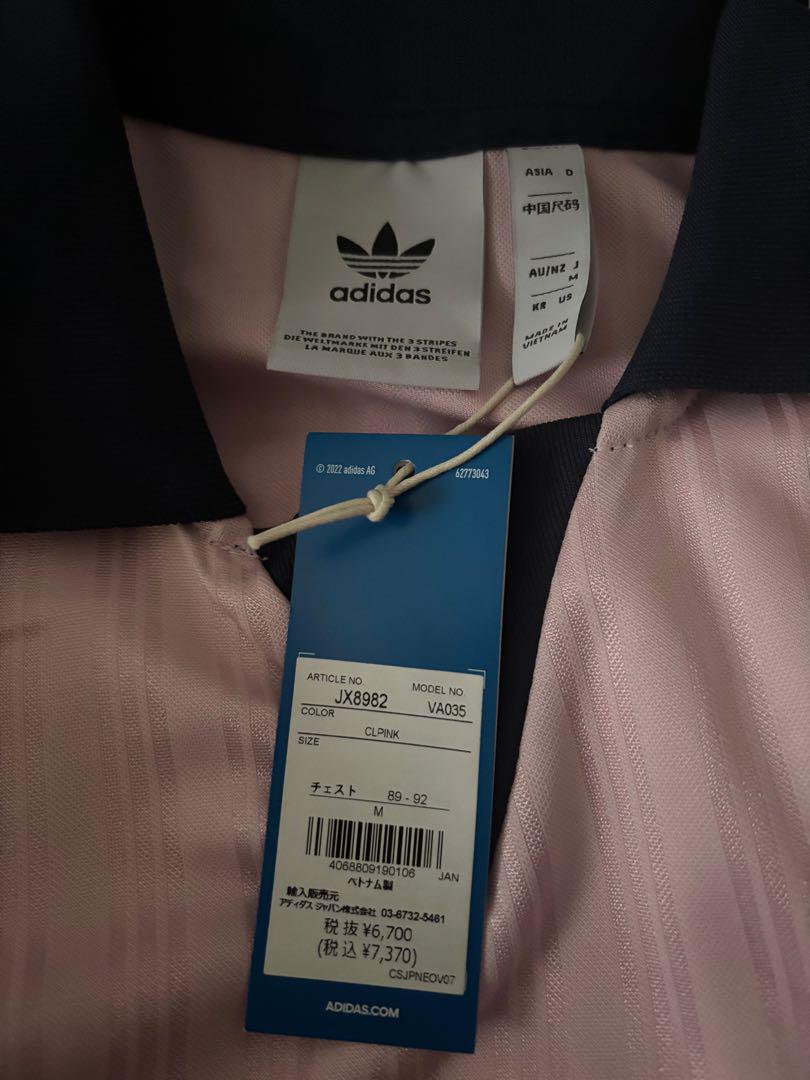 adidas
THE BRAND WITH THE 3 STRIPES
DIE WELTMARKE MIT DEN 3 STREIFEN
LA MARQUE AUX 3 BANDES
ASIA D
中国尺码
AU/NZ J
M
KR US
MADE IN
VIETNAM
© 2022 adidas AG 62773043
ARTICLE NO. MODEL NO.
JX8982 VA035
COLOR
CLPINK
SIZE
チェスト 89 - 92
M
4068809190106 JAN
ベトナム製
輸入販売元
アディダス ジャパン株式会社 03-6732-5461
税抜 ¥6,700
(税込 ¥7,370)
CSJPNEOV07
ADIDAS.COM